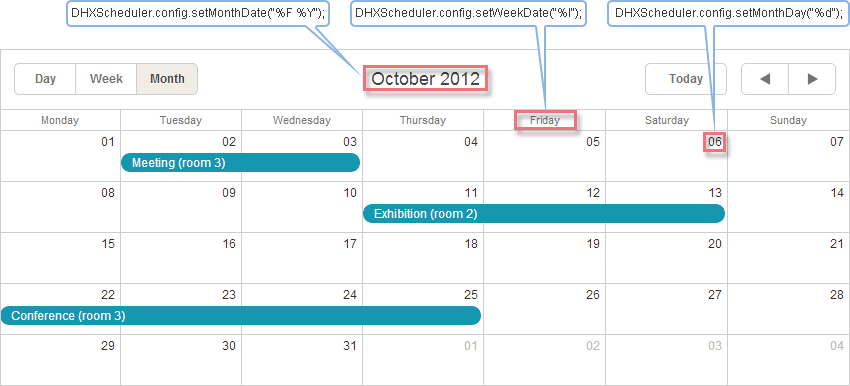 DHXScheduler.config.setMonthDate("%F %Y"); DHXScheduler.config.setWeekDate("%l"); DHXScheduler.config.setMonthDay("%d");
Day Week Month October 2012 Today
Monday Tuesday Wednesday Thursday Friday Saturday Sunday
01 02 03 04 05 06 07
Meeting (room 3)
08 09 10 11 12 13 14
Exhibition (room 2)
15 16 17 18 19 20 21
22 23 24 25 26 27 28
Conference (room 3)
29 30 31 01 02 03 04